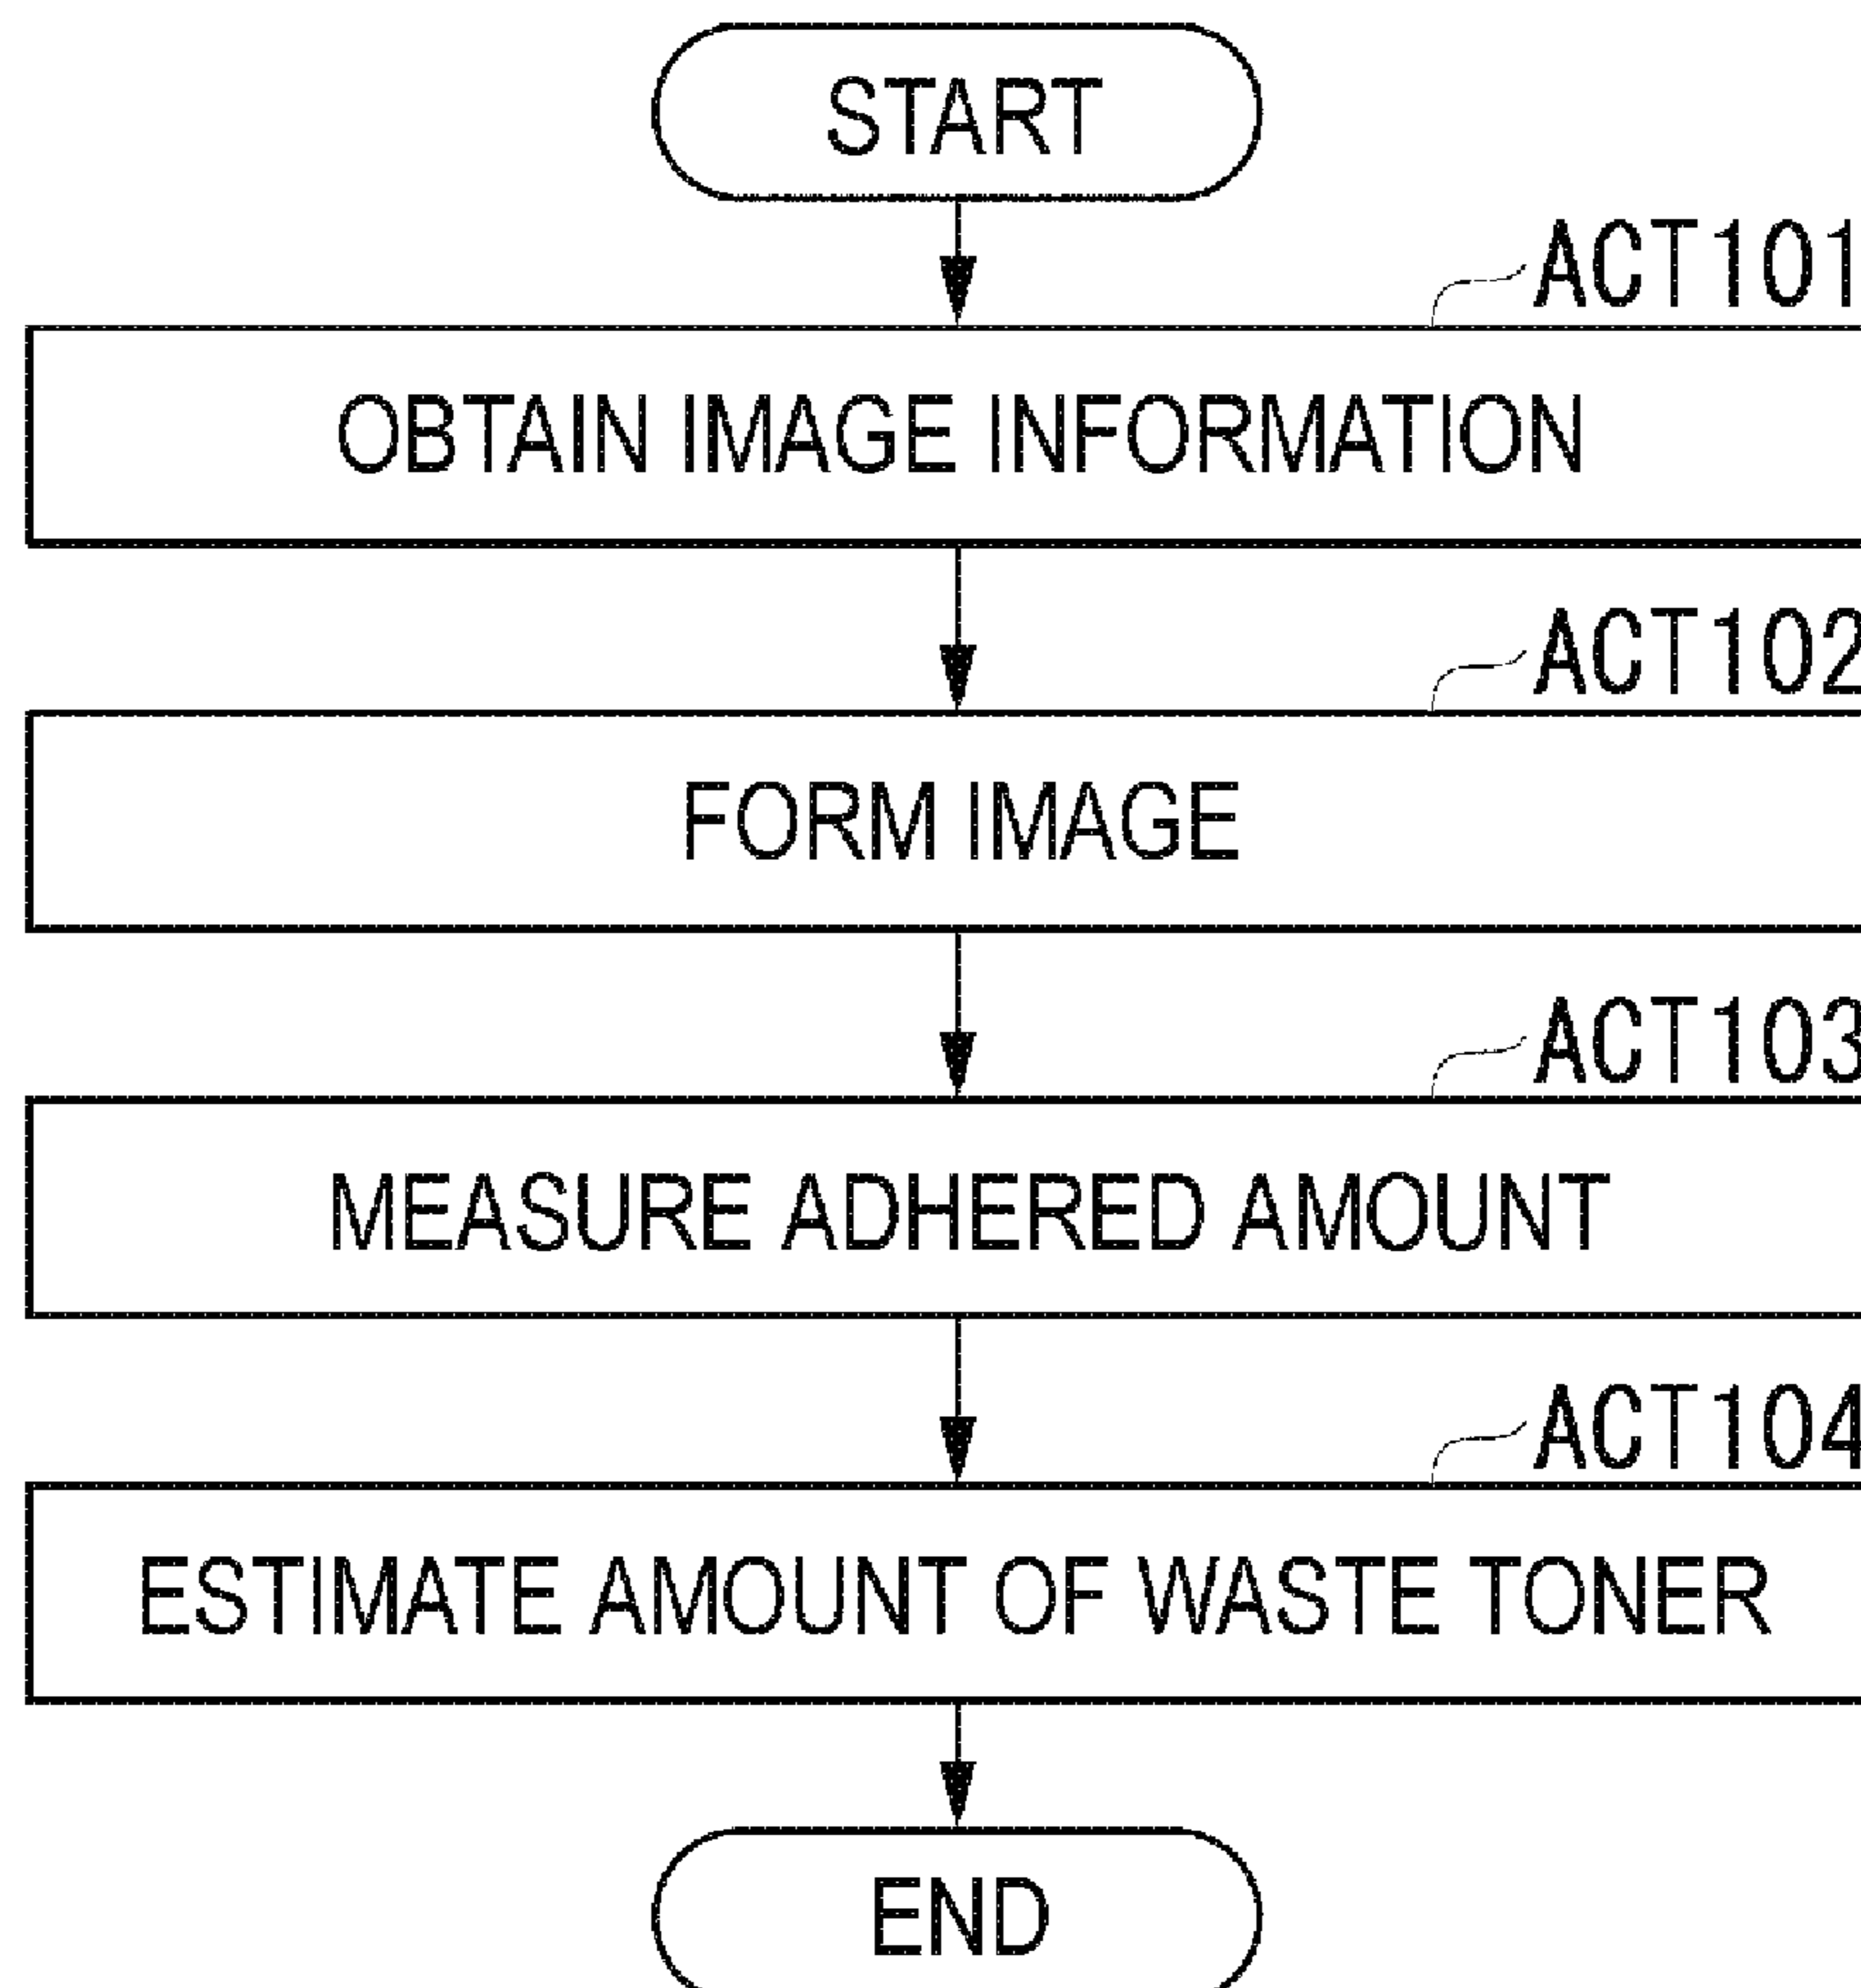 START
ACT101
OBTAIN IMAGE INFORMATION
ACT102
FORM IMAGE
ACT103
MEASURE ADHERED AMOUNT
ACT104
ESTIMATE AMOUNT OF WASTE TONER
END